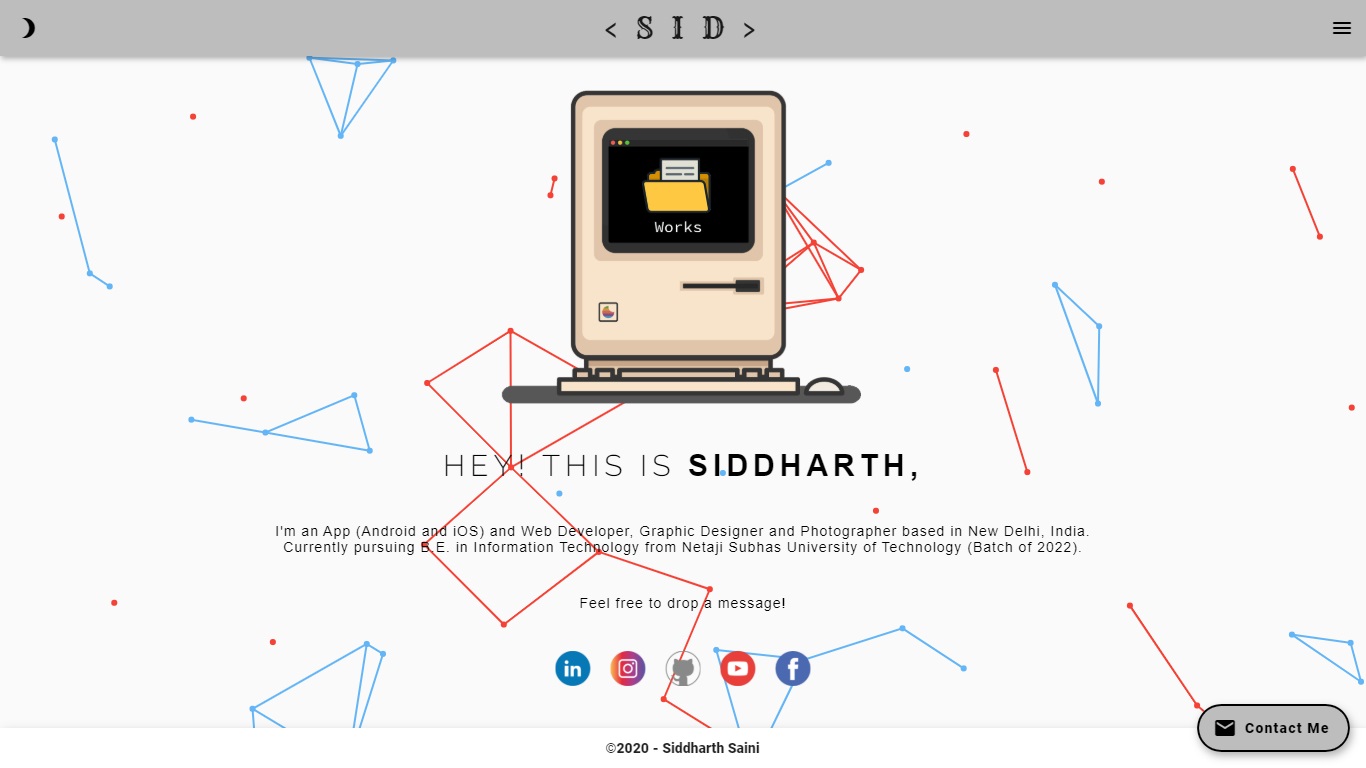 < S I D >
Works
HEY! THIS IS SIDDHARTH,
I'm an App (Android and iOS) and Web Developer, Graphic Designer and Photographer based in New Delhi, India.
Currently pursuing B.E. in Information Technology from Netaji Subhas University of Technology (Batch of 2022).
Feel free to drop a message!
in
f
Contact Me
©2020 - Siddharth Saini